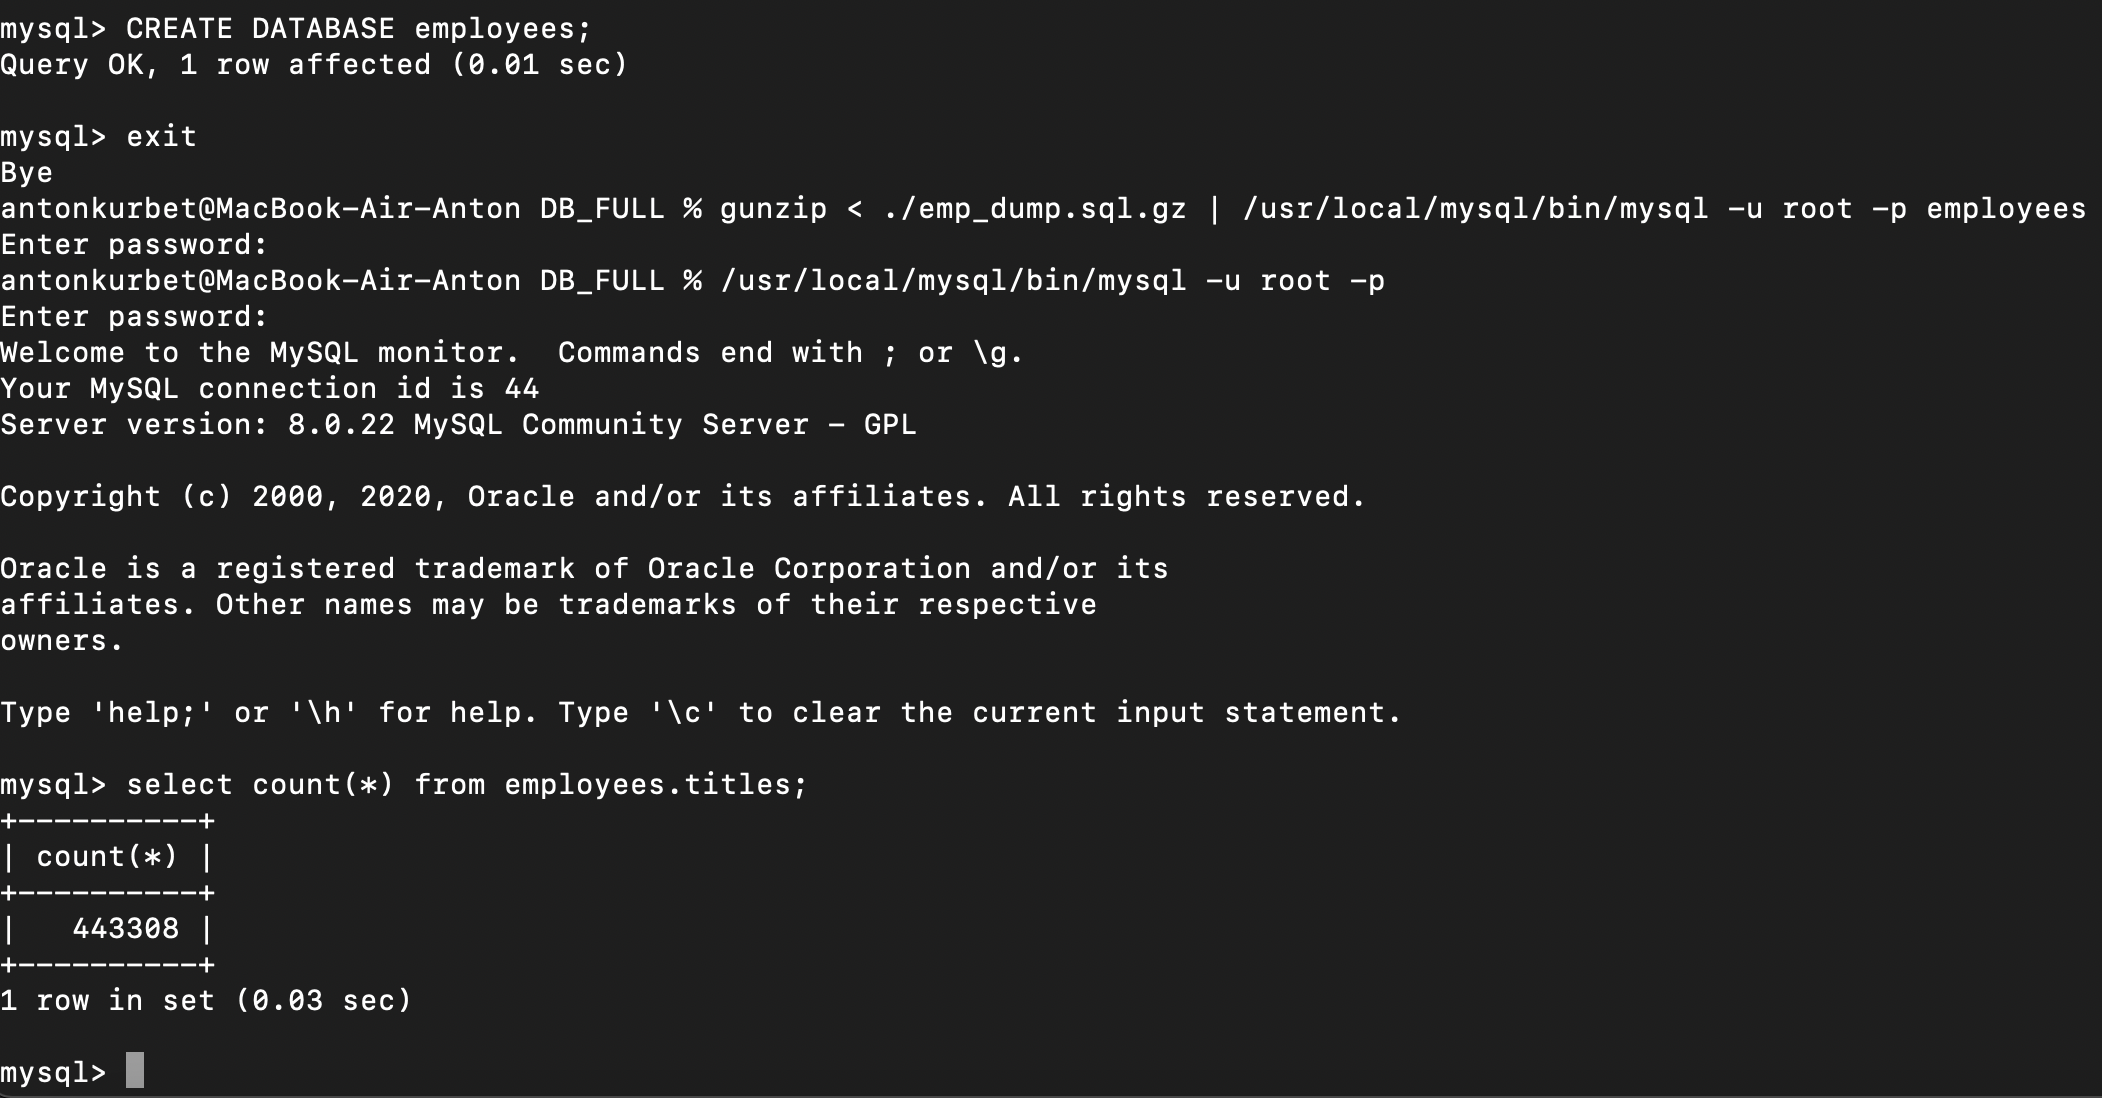 mysql> CREATE DATABASE employees;
Query OK, 1 row affected (0.01 sec)
mysql> exit
Bye
antonkurbet@MacBook-Air-Anton DB_FULL % gunzip < ./emp_dump.sql.gz | /usr/local/mysql/bin/mysql -u root -p employees
Enter password:
antonkurbet@MacBook-Air-Anton DB_FULL % /usr/local/mysql/bin/mysql -u root -p
Enter password:
Welcome to the MySQL monitor.  Commands end with ; or \g.
Your MySQL connection id is 44
Server version: 8.0.22 MySQL Community Server - GPL
Copyright (c) 2000, 2020, Oracle and/or its affiliates. All rights reserved.
Oracle is a registered trademark of Oracle Corporation and/or its
affiliates. Other names may be trademarks of their respective
owners.
Type 'help;' or '\h' for help. Type '\c' to clear the current input statement.
mysql> select count(*) from employees.titles;
+----------+
| count(*) |
+----------+
|   443308 |
+----------+
1 row in set (0.03 sec)
mysql>